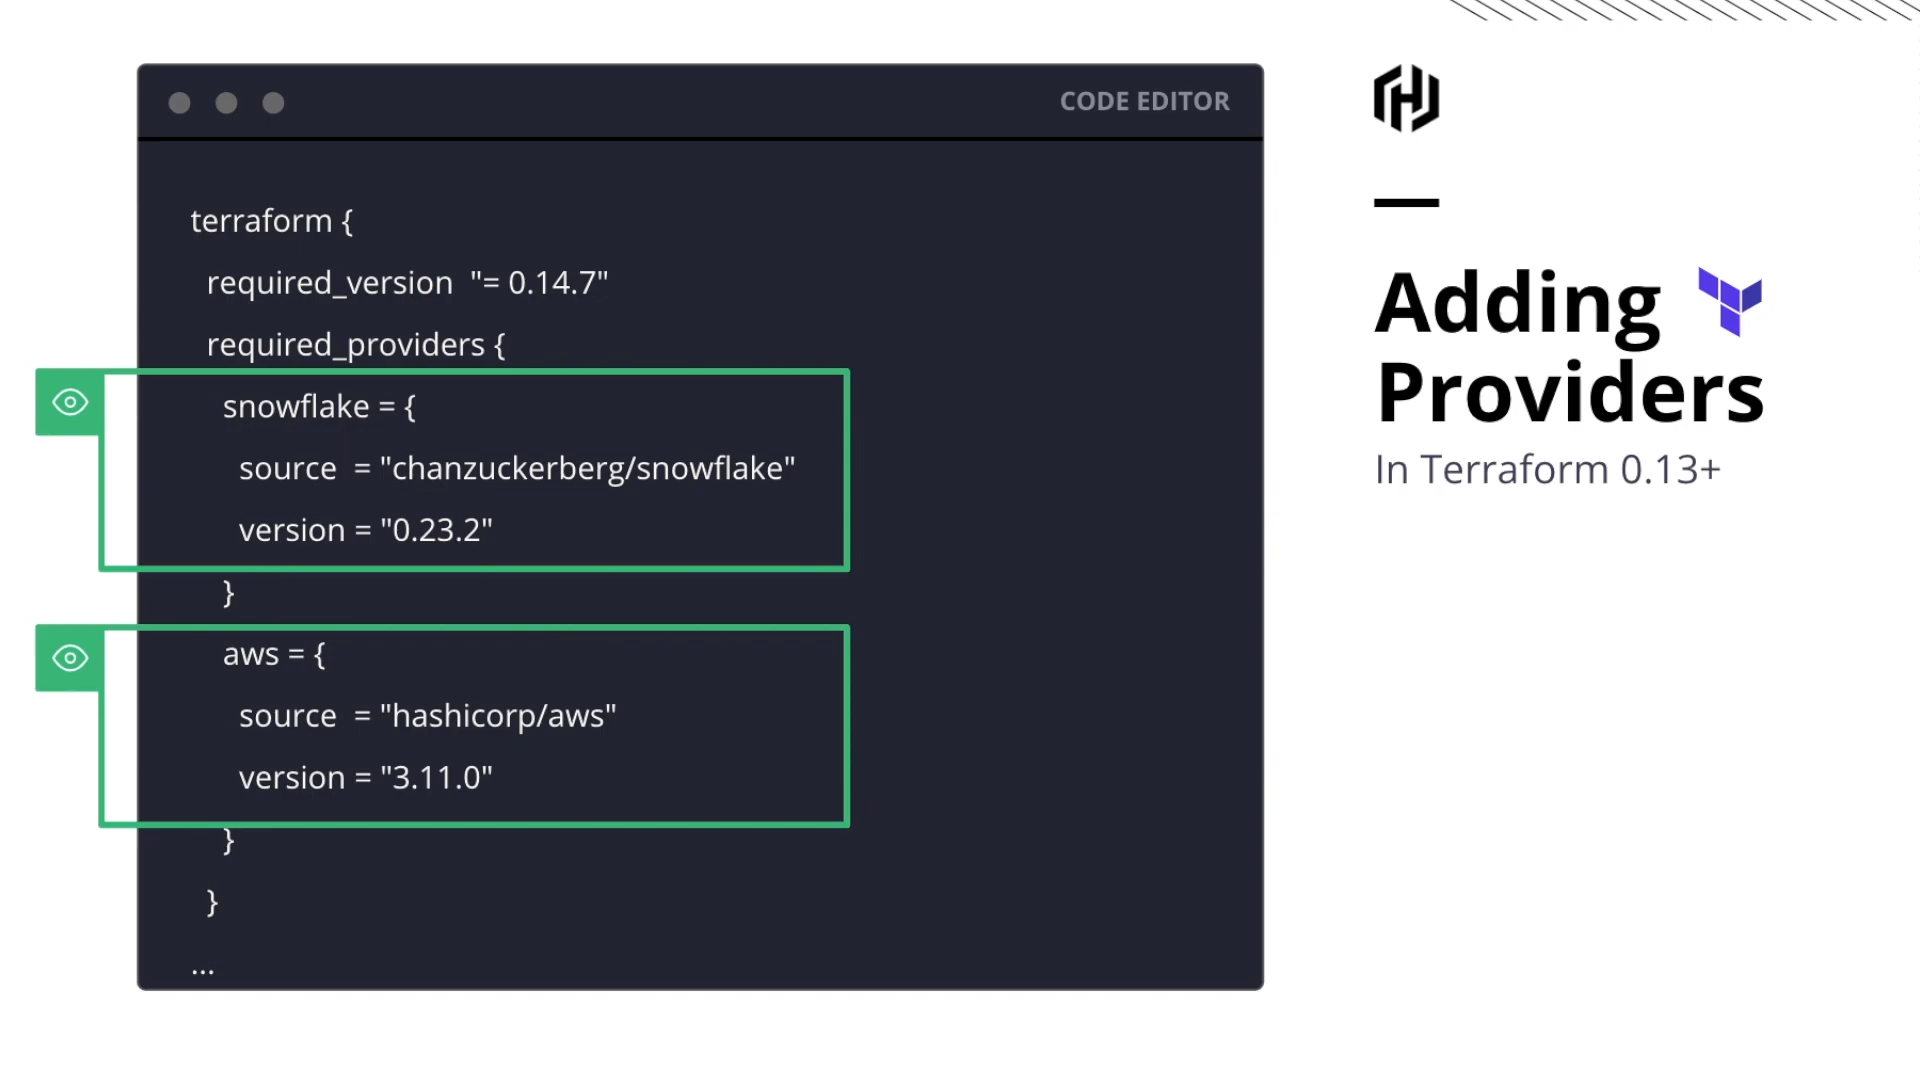 CODE EDITOR
terraform {
required_version "= 0.14.7"
required_providers {
snowflake = {
source = "chanzuckerberg/snowflake"
version = "0.23.2"
}
aws = {
source = "hashicorp/aws"
version = "3.11.0"
}
}
...
Adding
Providers
In Terraform 0.13+